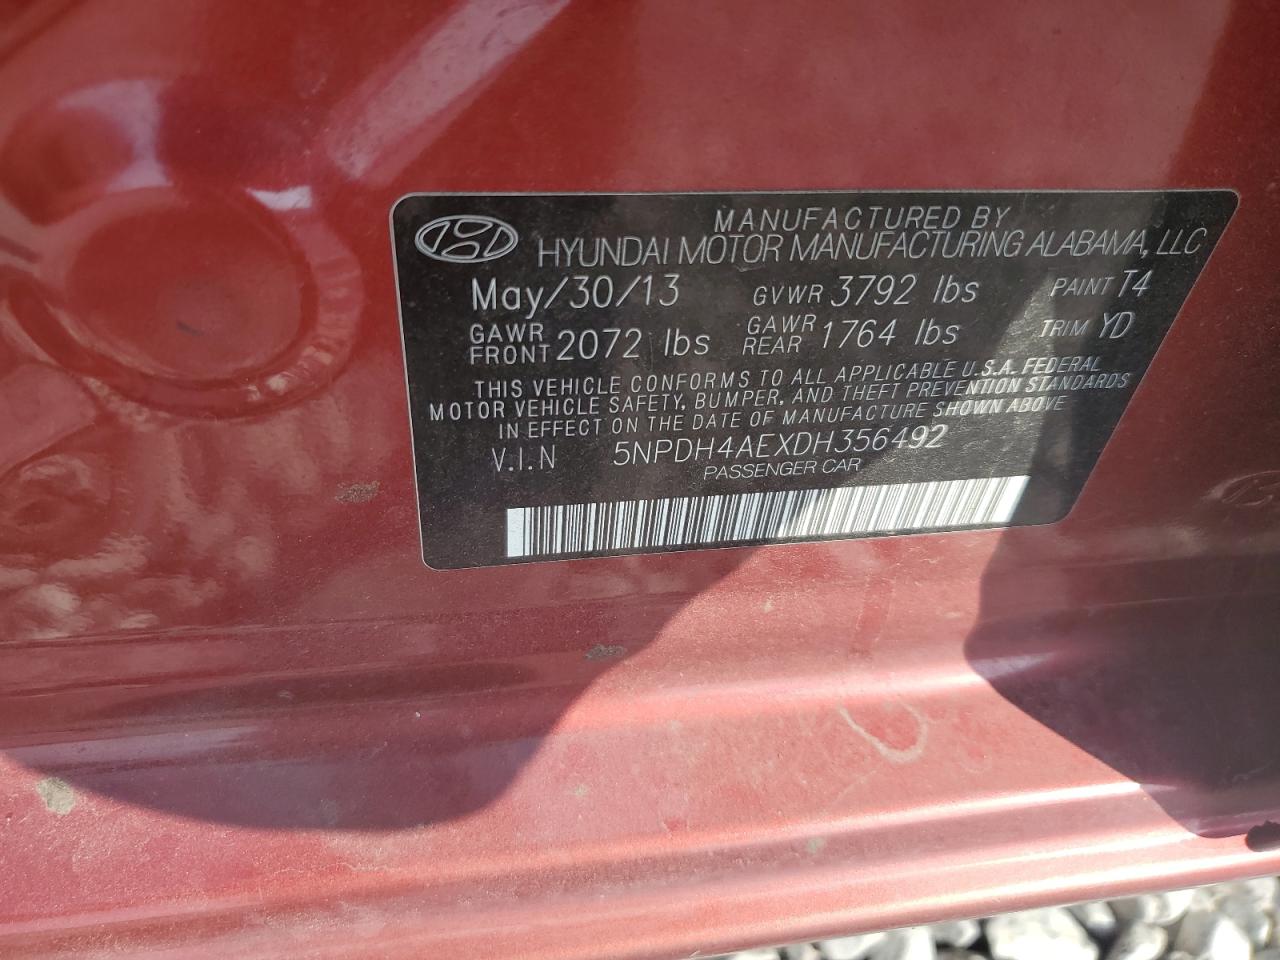 MANUFACTURED BY
HYUNDAI MOTOR MANUFACTURING ALABAMA, LLC
May/30/13 GVWR 3792 lbs PAINT T4
GAWR FRONT 2072 lbs GAWR REAR 1764 lbs TRIM YD
THIS VEHICLE CONFORMS TO ALL APPLICABLE U.S.A. FEDERAL
MOTOR VEHICLE SAFETY, BUMPER, AND THEFT PREVENTION STANDARDS
IN EFFECT ON THE DATE OF MANUFACTURE SHOWN ABOVE
V.I.N 5NPDH4AEXDH356492
PASSENGER CAR